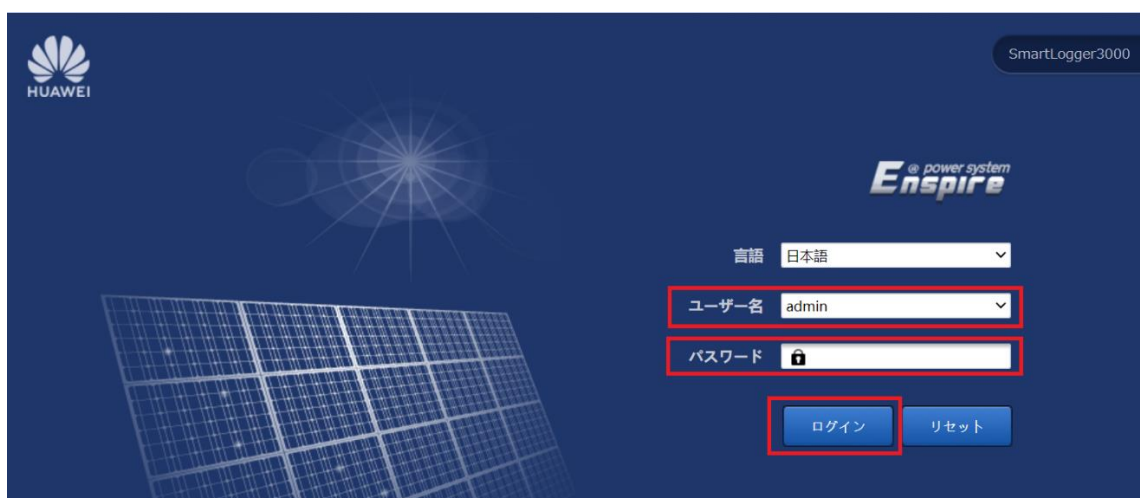 HUAWEI
SmartLogger3000
@ power system
Enspire
言語 日本語
ユーザー名 admin
パスワード
ログイン リセット